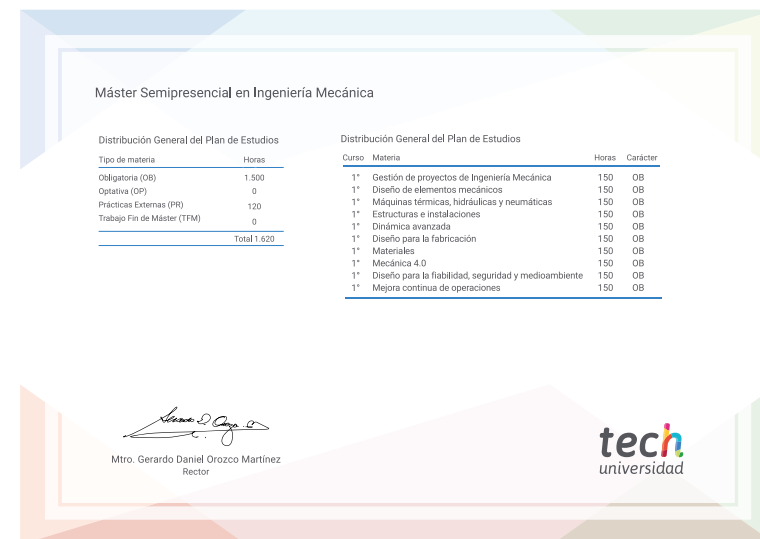 Máster Semipresencial en Ingeniería Mecánica
Distribución General del Plan de Estudios
Tipo de materia Horas
Obligatoria (OB) 1.500
Optativa (OP) 0
Prácticas Externas (PR) 120
Trabajo Fin de Máster (TFM) 0
Total 1.620
Distribución General del Plan de Estudios
Curso Materia Horas Carácter
1° Gestión de proyectos de Ingeniería Mecánica 150 OB
1° Diseño de elementos mecánicos 150 OB
1° Máquinas térmicas, hidráulicas y neumáticas 150 OB
1° Estructuras e instalaciones 150 OB
1° Dinámica avanzada 150 OB
1° Diseño para la fabricación 150 OB
1° Materiales 150 OB
1° Mecánica 4.0 150 OB
1° Diseño para la fiabilidad, seguridad y medioambiente 150 OB
1° Mejora continua de operaciones 150 OB
Mtro. Gerardo Daniel Orozco Martínez
Rector
tech
universidad